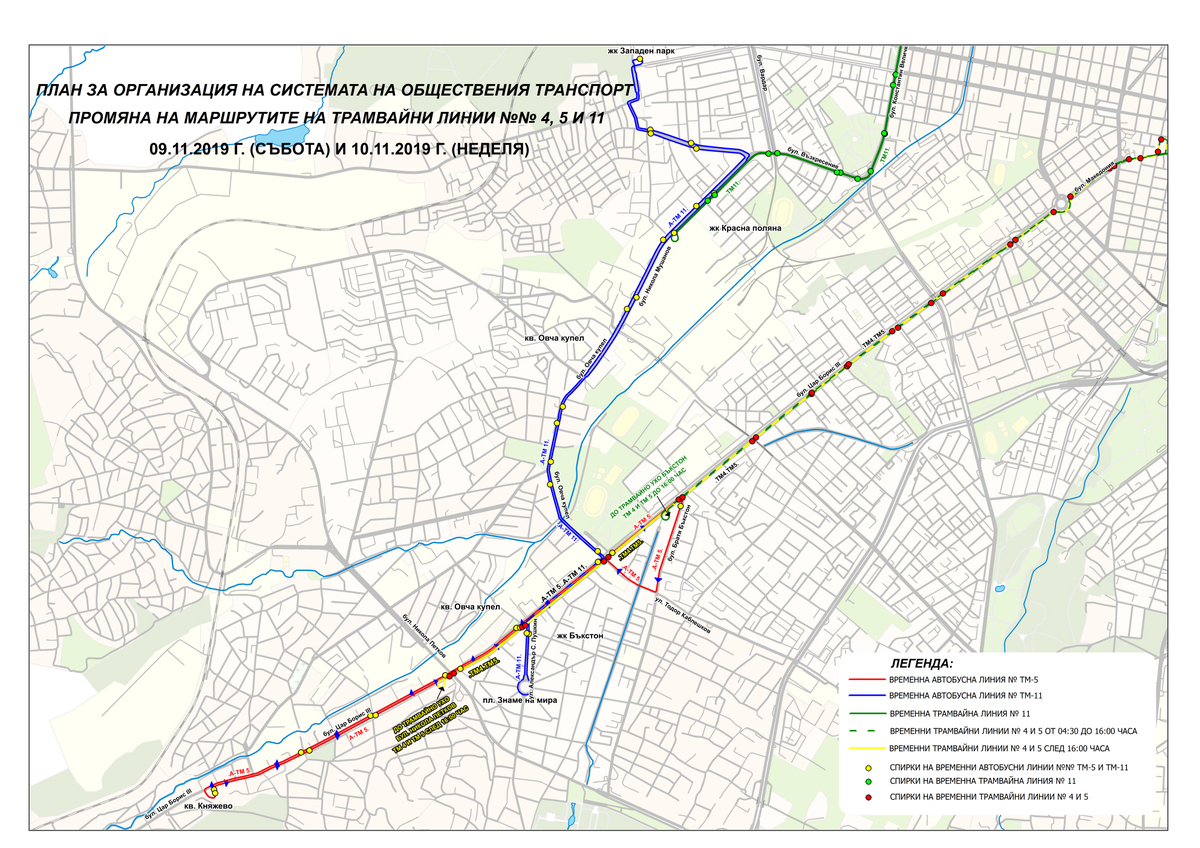 ПЛАН ЗА ОРГАНИЗАЦИЯ НА СИСТЕМАТА НА ОБЩЕСТВЕНИЯ ТРАНСПОРТ
ПРОМЯНА НА МАРШРУТИТЕ НА ТРАМВАЙНИ ЛИНИИ №№ 4, 5 И 11
09.11.2019 Г. (СЪБОТА) И 10.11.2019 Г. (НЕДЕЛЯ)
жк Западен парк
бул. Вардар
бул. Константин Велич
бул. Възкресение
ТМ11.
бул. Македония
ТМ11.
А-ТМ 11.
жк Красна поляна
бул. Никола Мушанов
кв. Овча купел
бул. Овча купел
ТМ4.ТМ5.
бул. Цар Борис III
А-ТМ 11.
бул. Овча купел
ДО ТРАМВАЙНО УХО БЪКСТОН
ТМ 4 И ТМ 5 ДО 16:00 ЧАС
ТМ4.ТМ5.
А-ТМ 5.
А-ТМ 11.
.ТМ4.ТМ5.
бул. Братя Бъкстон
А-ТМ 5.
А-ТМ 5.
А-ТМ 5. А-ТМ 11.
ул. Тодор Каблешков
кв. Овча купел
бул. Никола Петков
жк Бъкстон
бул. Александър С. Пушкин
А-ТМ 11.
.ТМ4.ТМ5.
пл. Знаме на мира
ДО ТРАМВАЙНО УХО
БУЛ. НИКОЛА ПЕТКОВ
ТМ 4 И ТМ 5 СЛЕД 16:00 ЧАС
бул. Цар Борис III
А-ТМ 5.
.А-ТМ 5.
бул. Цар Борис III
кв. Княжево
ЛЕГЕНДА:
ВРЕМЕННА АВТОБУСНА ЛИНИЯ № ТМ-5
ВРЕМЕННА АВТОБУСНА ЛИНИЯ № ТМ-11
ВРЕМЕННА ТРАМВАЙНА ЛИНИЯ № 11
ВРЕМЕННИ ТРАМВАЙНИ ЛИНИИ № 4 И 5 ОТ 04:30 ДО 16:00 ЧАСА
ВРЕМЕННИ ТРАМВАЙНИ ЛИНИИ № 4 И 5 СЛЕД 16:00 ЧАСА
СПИРКИ НА ВРЕМЕННИ АВТОБУСНИ ЛИНИИ №№ ТМ-5 И ТМ-11
СПИРКИ НА ВРЕМЕННА ТРАМВАЙНА ЛИНИЯ № 11
СПИРКИ НА ВРЕМЕННИ ТРАМВАЙНИ ЛИНИИ № 4 И 5